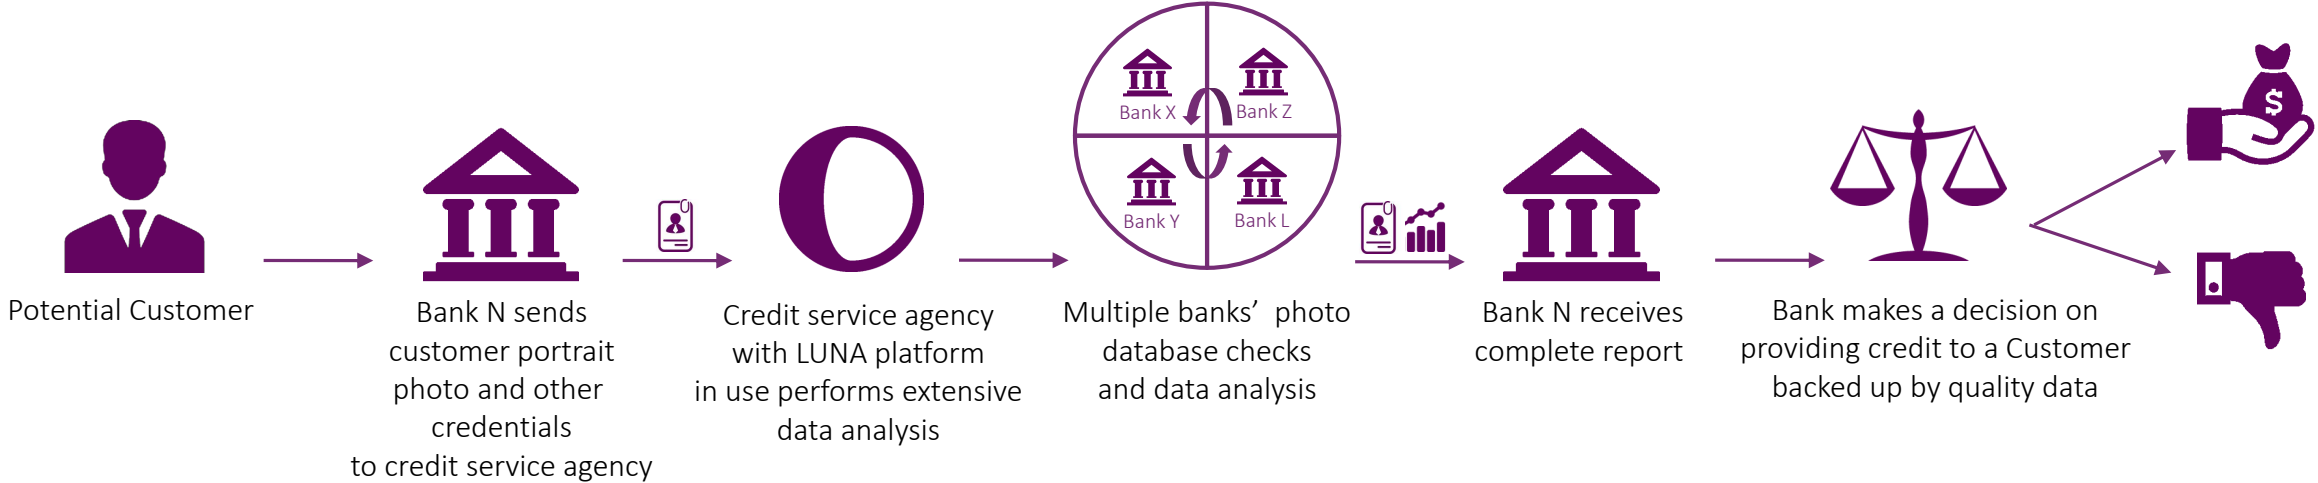 Potential Customer
Bank N sends
customer portrait
photo and other
credentials
to credit service agency
Credit service agency
with LUNA platform
in use performs extensive
data analysis
Bank X
Bank Z
Bank Y
Bank L
Multiple banks’ photo
database checks
and data analysis
Bank N receives
complete report
Bank makes a decision on
providing credit to a Customer
backed up by quality data
$